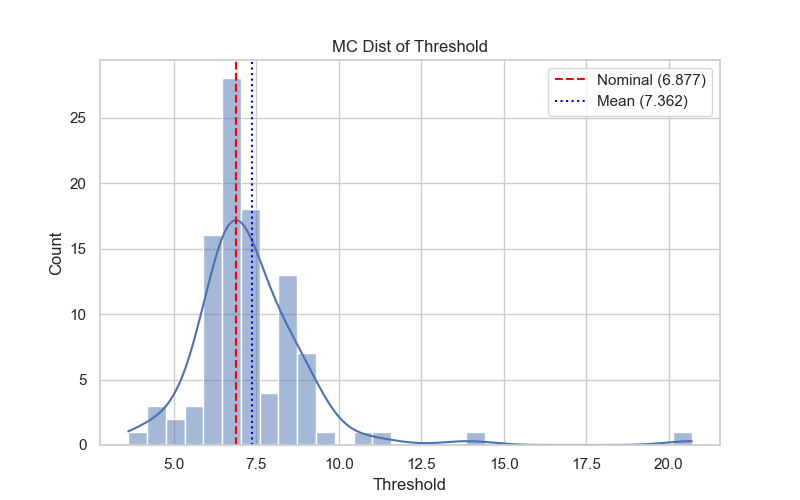 MC Dist of Threshold
Nominal (6.877)
Mean (7.362)
Count
25
20
15
10
5
0
5.0 7.5 10.0 12.5 15.0 17.5 20.0
Threshold